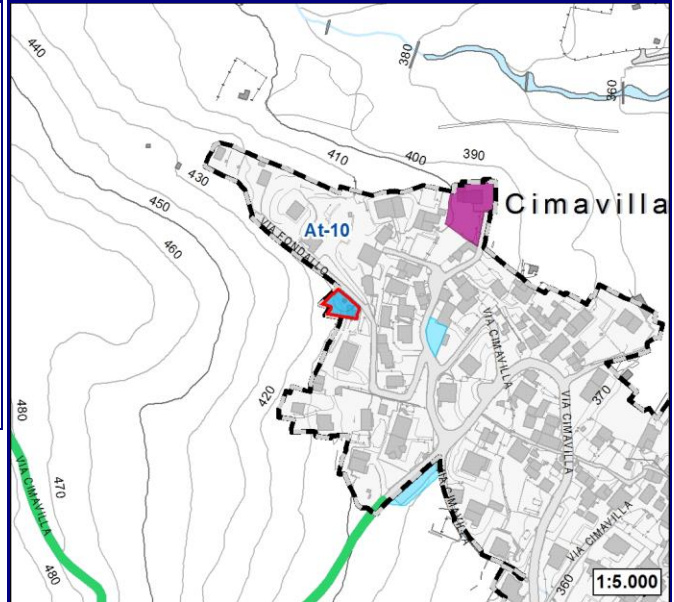 440
380
360
410
400
390
430
Cimavilla
450
At-10
VIA FONDALLO
460
VIA CIMAVILLA
420
370
480
VIA CIMAVILLA
VIA CIMAVILLA
470
VIA CIMAVILLA
VIA CIMAVILLA
480
360
1:5.000